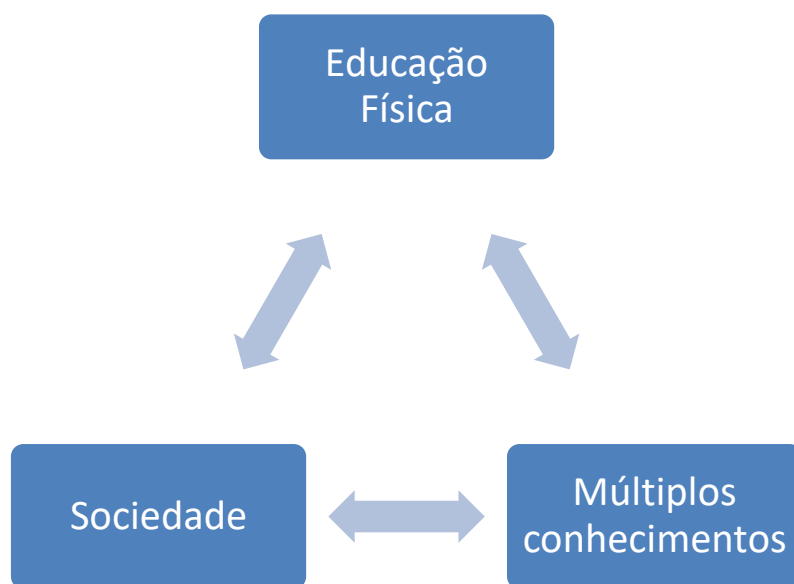 Educação
Física
Sociedade
Múltiplos
conhecimentos